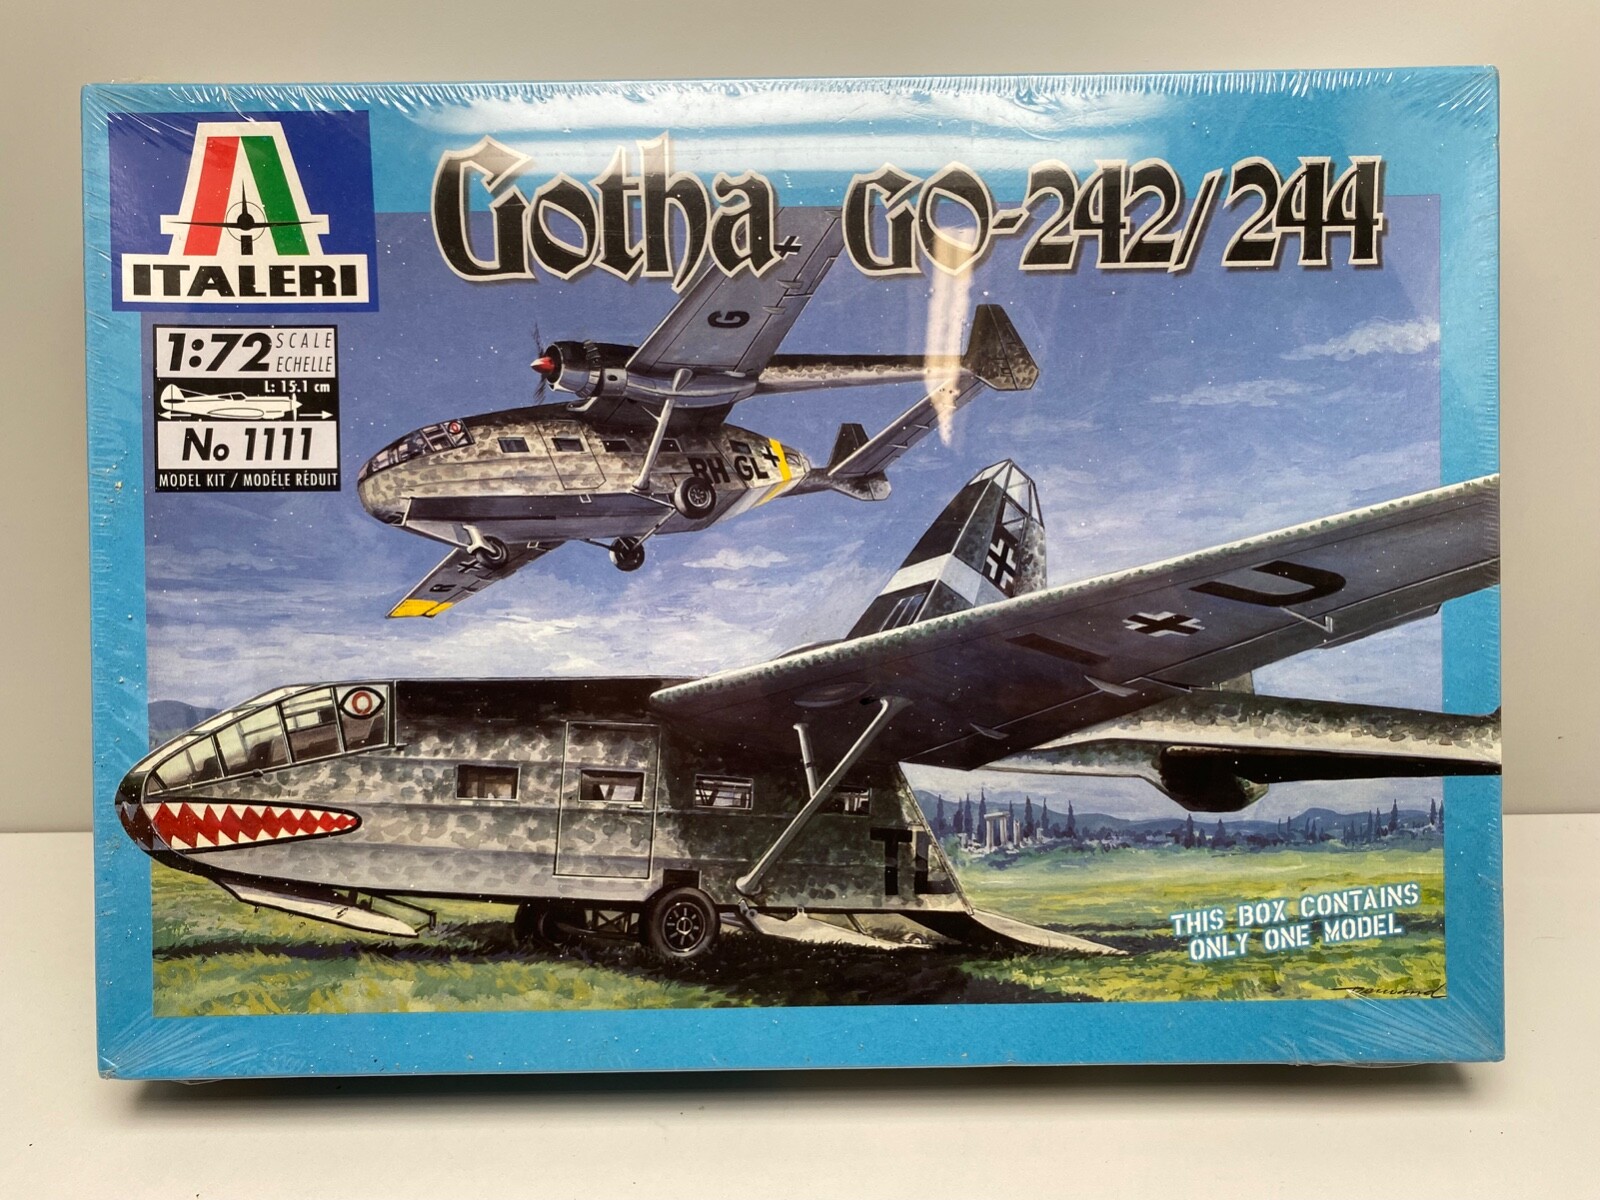 Gotha GO-242/244
ITALERI
1:72 SCALE
ECHELLE
L: 15.1 cm
No 1111
MODEL KIT / MODÈLE RÉDUIT
G
RH GL
G
U
I
TL
THIS BOX CONTAINS
ONLY ONE MODEL